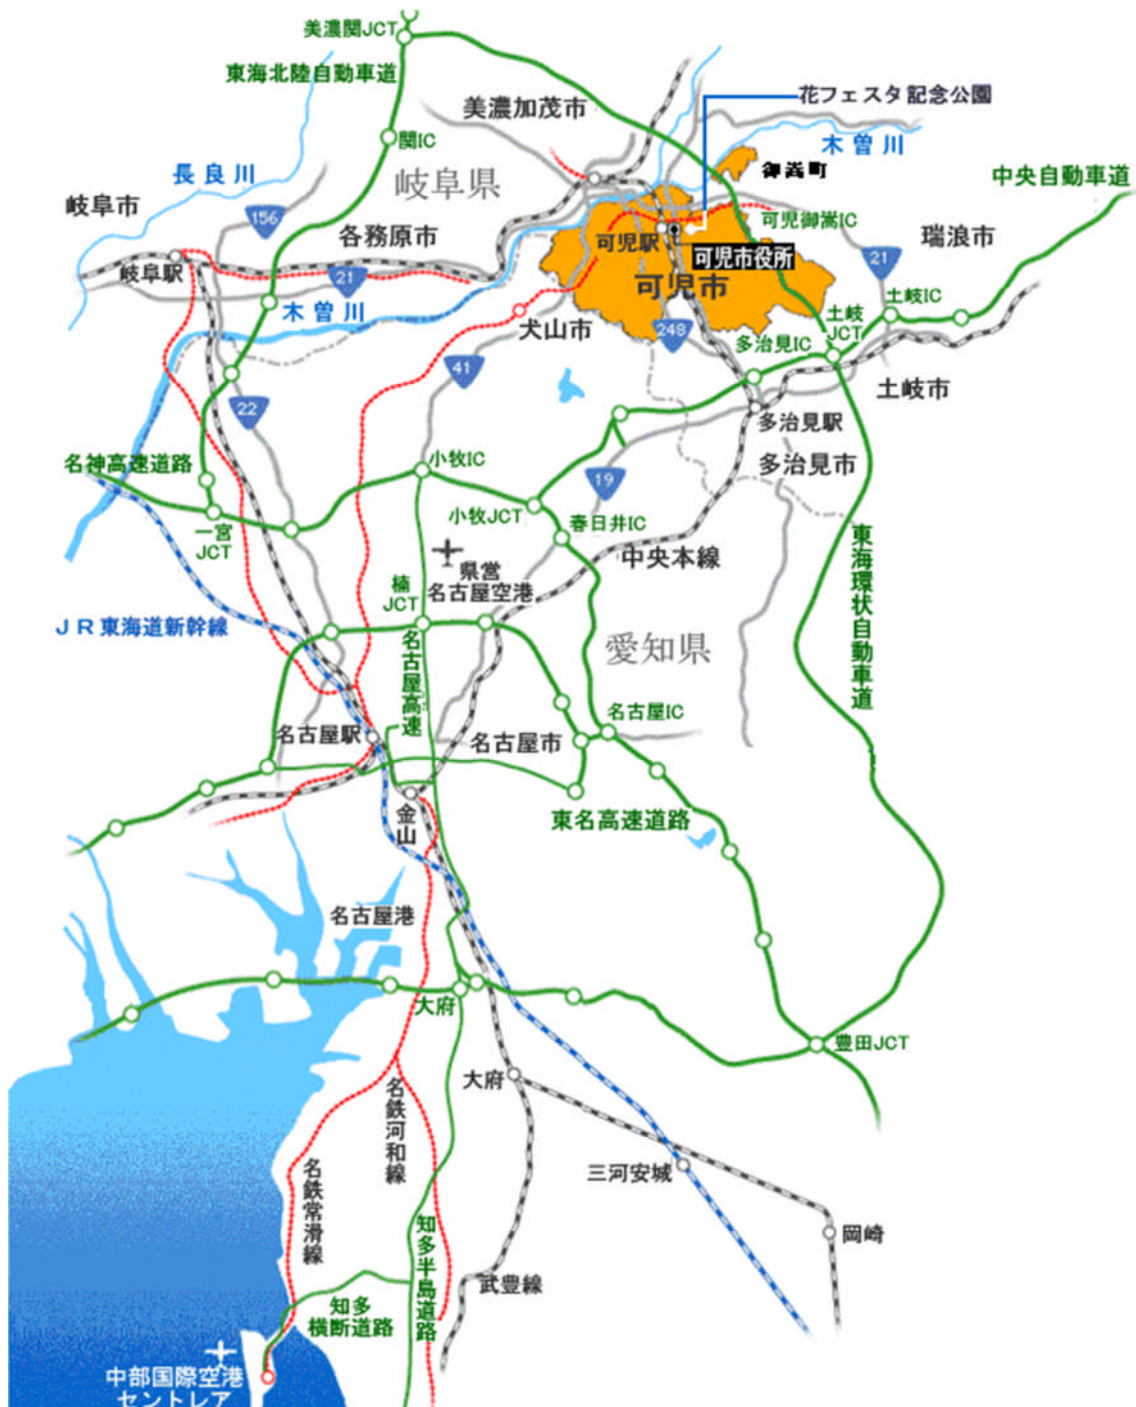 美濃関JCT
東海北陸自動車道
美濃加茂市
花フェスタ記念公園
関IC
木曽川
御嵩町
長良川
岐阜県
中央自動車道
岐阜市
156
各務原市
可児御嵩IC
瑞浪市
可児駅
可児市役所
岐阜駅
21
21
可児市
木曽川
土岐IC
犬山市
248
多治見IC
土岐
JCT
41
土岐市
22
多治見駅
名神高速道路
小牧IC
多治見市
19
小牧JCT
春日井IC
一宮
JCT
中央本線
東海環状自動車道
県営
名古屋空港
楠
JCT
JR東海道新幹線
名古屋高速
愛知県
名古屋IC
名古屋駅
名古屋市
金山
東名高速道路
名古屋港
大府
豊田JCT
大府
名鉄河和線
三河安城
名鉄常滑線
知多半島道路
岡崎
武豊線
知多
横断道路
中部国際空港
セントレア